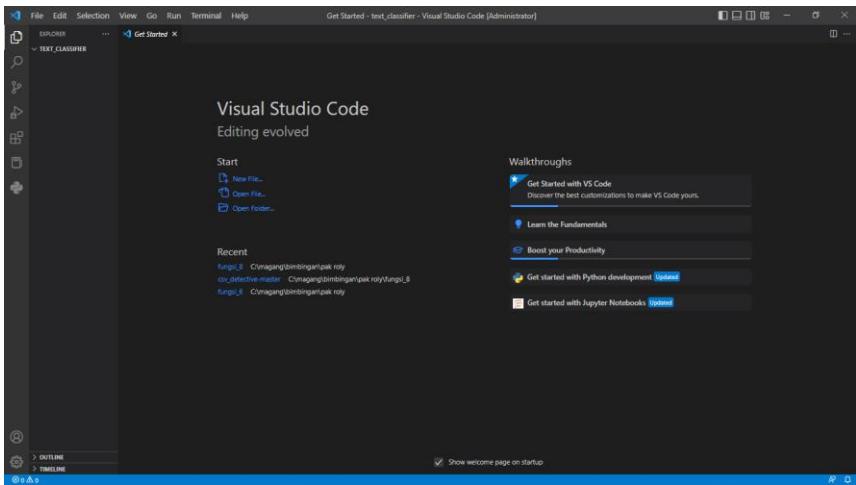 File Edit Selection View Go Run Terminal Help
Get Started - text_classifier - Visual Studio Code [Administrator]
EXPLORER
Get Started
TEXT_CLASSIFIER
Visual Studio Code
Editing evolved
Start
New File...
Open File...
Open Folder...
Recent
fungsi_8 C:\magang\bimbingan\pak roly
csv_detective-master C:\magang\bimbingan\pak roly\fungsi_8
fungsi_6 C:\magang\bimbingan\pak roly
Walkthroughs
Get Started with VS Code
Discover the best customizations to make VS Code yours.
Learn the Fundamentals
Boost your Productivity
Get started with Python development Updated
Get started with Jupyter Notebooks Updated
OUTLINE
TIMELINE
Show welcome page on startup
0 0